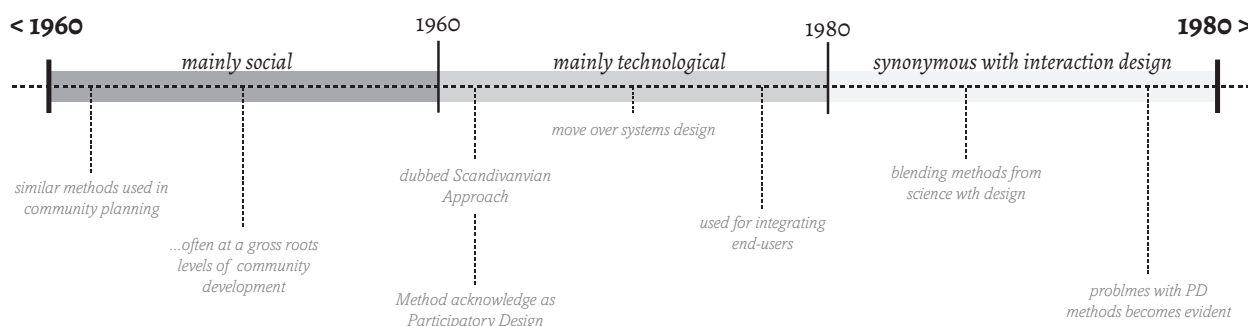 < 1960
1960
1980
1980 >
mainly social
mainly technological
synonymous with interaction design
similar methods used in
community planning
...often at a gross roots
levels of community
development
dubbed Scandivanvian
Approach
Method acknowledge as
Participatory Design
move over systems design
used for integrating
end-users
blending methods from
science wth design
problmes with PD
methods becomes evident